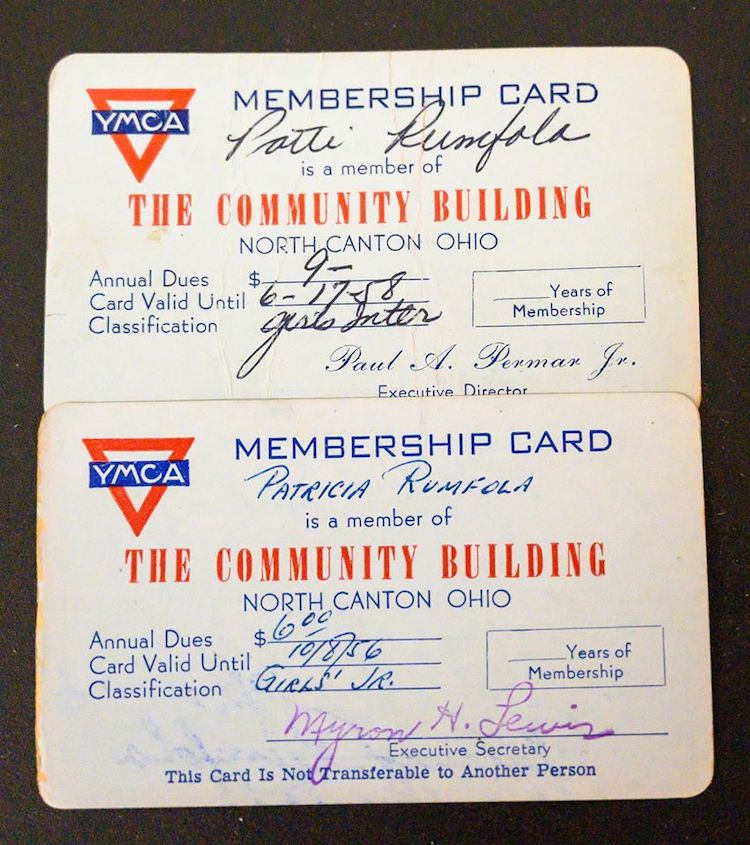 MEMBERSHIP CARD
YMCA
Patti Rumfola
is a member of
THE COMMUNITY BUILDING
NORTH CANTON OHIO
Annual Dues $ 9-
Card Valid Until 6-17-58
Classification Girls Inter
Years of
Membership
Paul A. Permar Jr.
Executive Director
MEMBERSHIP CARD
YMCA
PATRICIA RUMFOLA
is a member of
THE COMMUNITY BUILDING
NORTH CANTON OHIO
Annual Dues $ 6.00
Card Valid Until 10/8/56
Classification GIRLS' JR.
Years of
Membership
Myron H. Lewis
Executive Secretary
This Card Is Not Transferable to Another Person